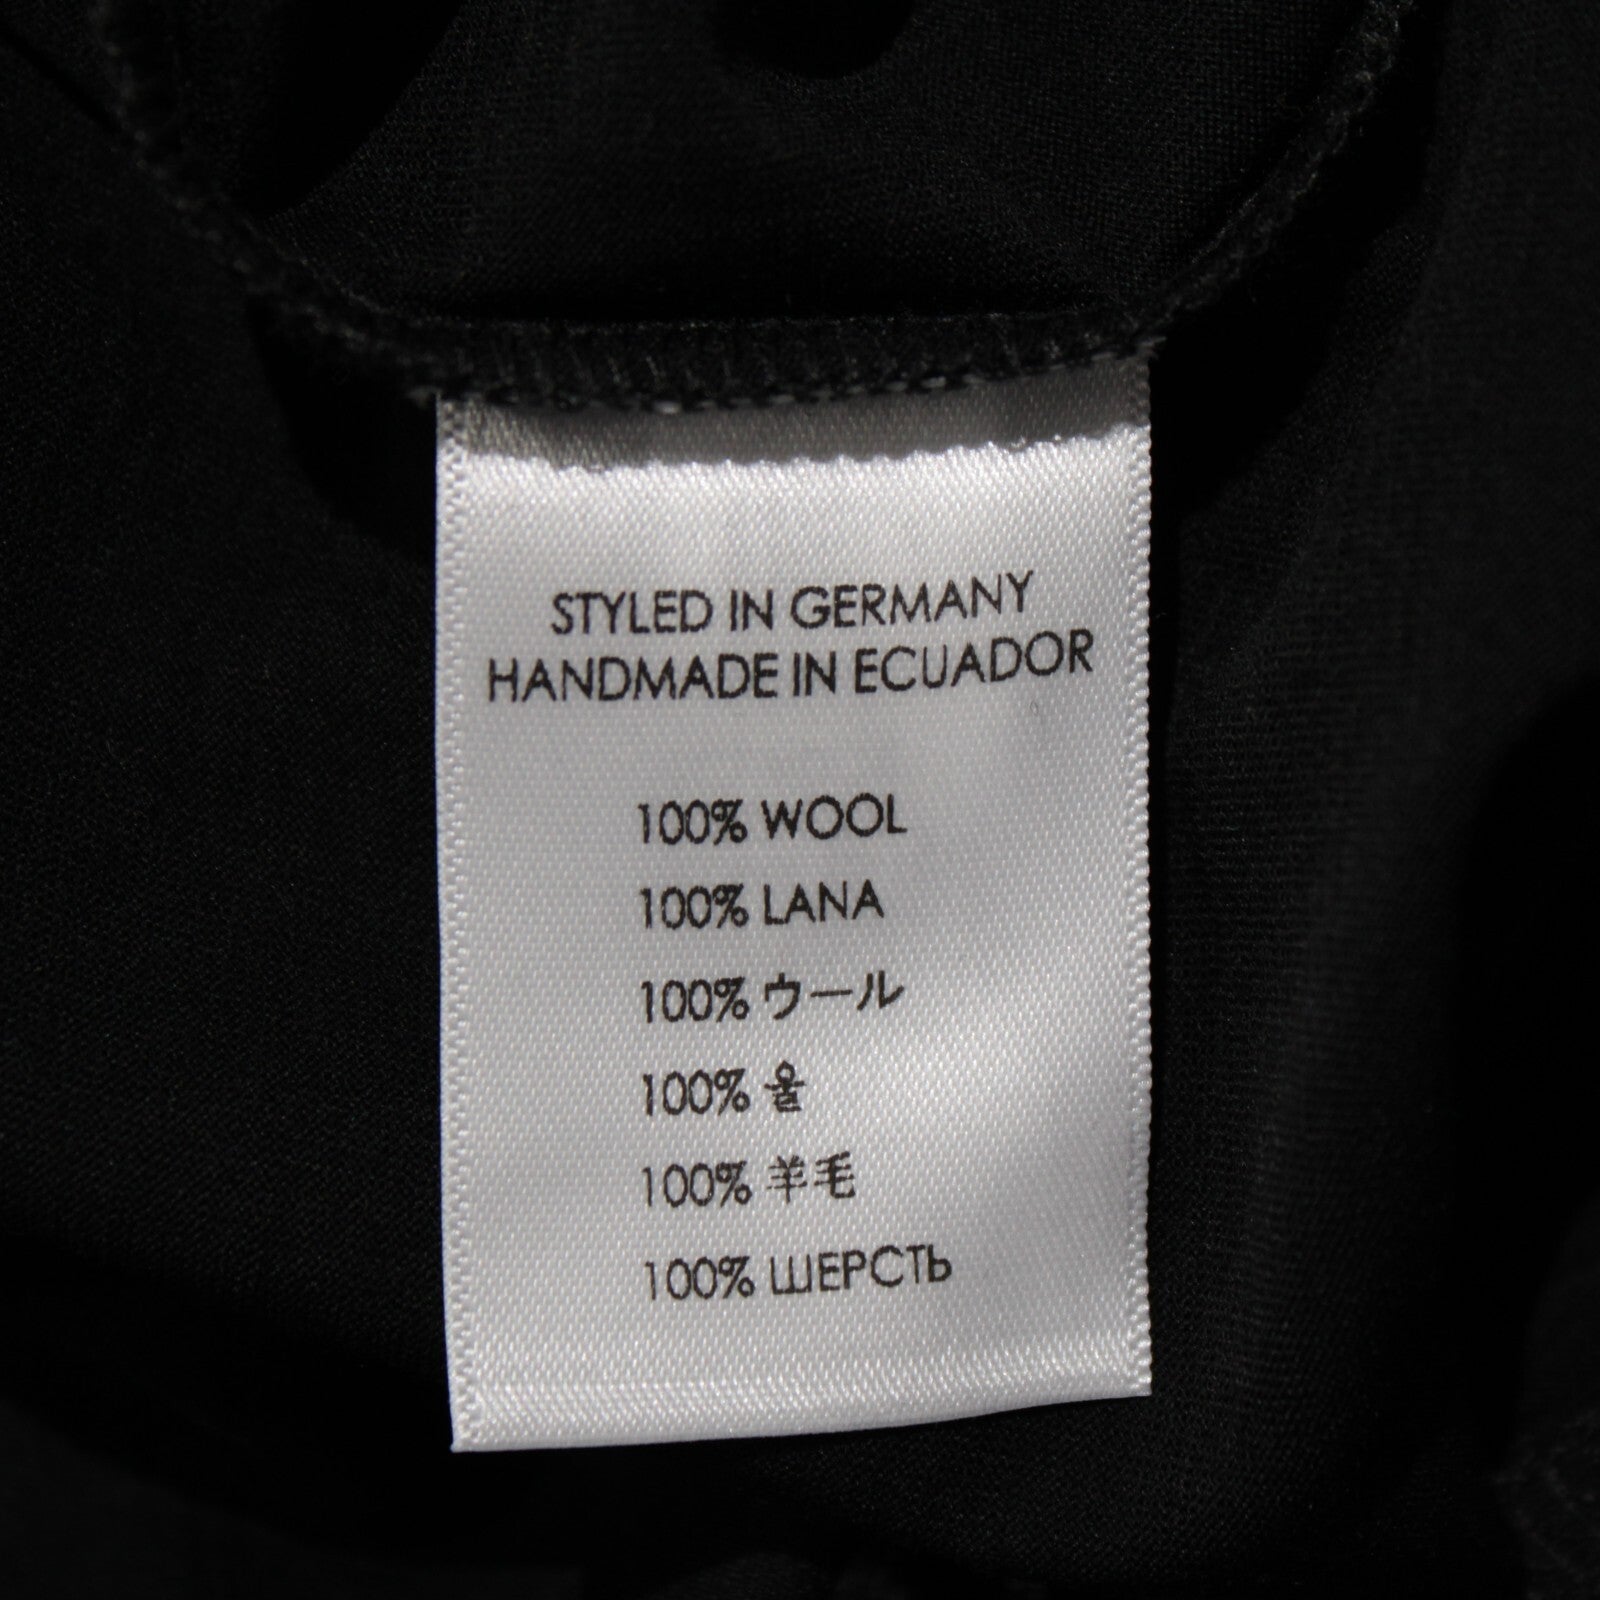 STYLED IN GERMANY
HANDMADE IN ECUADOR
100% WOOL
100% LANA
100% ウール
100% 울
100% 羊毛
100% ШЕРСТЬ